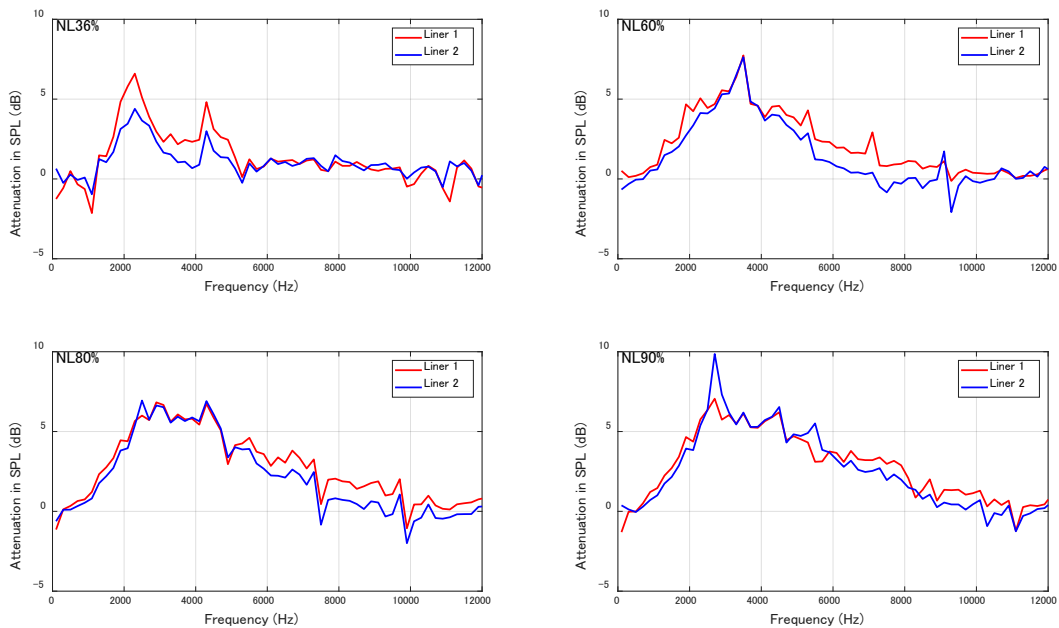 NL36%
Liner 1
Liner 2
10
5
0
-5
Attenuation in SPL (dB)
0 2000 4000 6000 8000 10000 12000
Frequency (Hz)
NL60%
Liner 1
Liner 2
10
5
0
-5
Attenuation in SPL (dB)
0 2000 4000 6000 8000 10000 12000
Frequency (Hz)
NL80%
Liner 1
Liner 2
10
5
0
-5
Attenuation in SPL (dB)
0 2000 4000 6000 8000 10000 12000
Frequency (Hz)
NL90%
Liner 1
Liner 2
10
5
0
-5
Attenuation in SPL (dB)
0 2000 4000 6000 8000 10000 12000
Frequency (Hz)